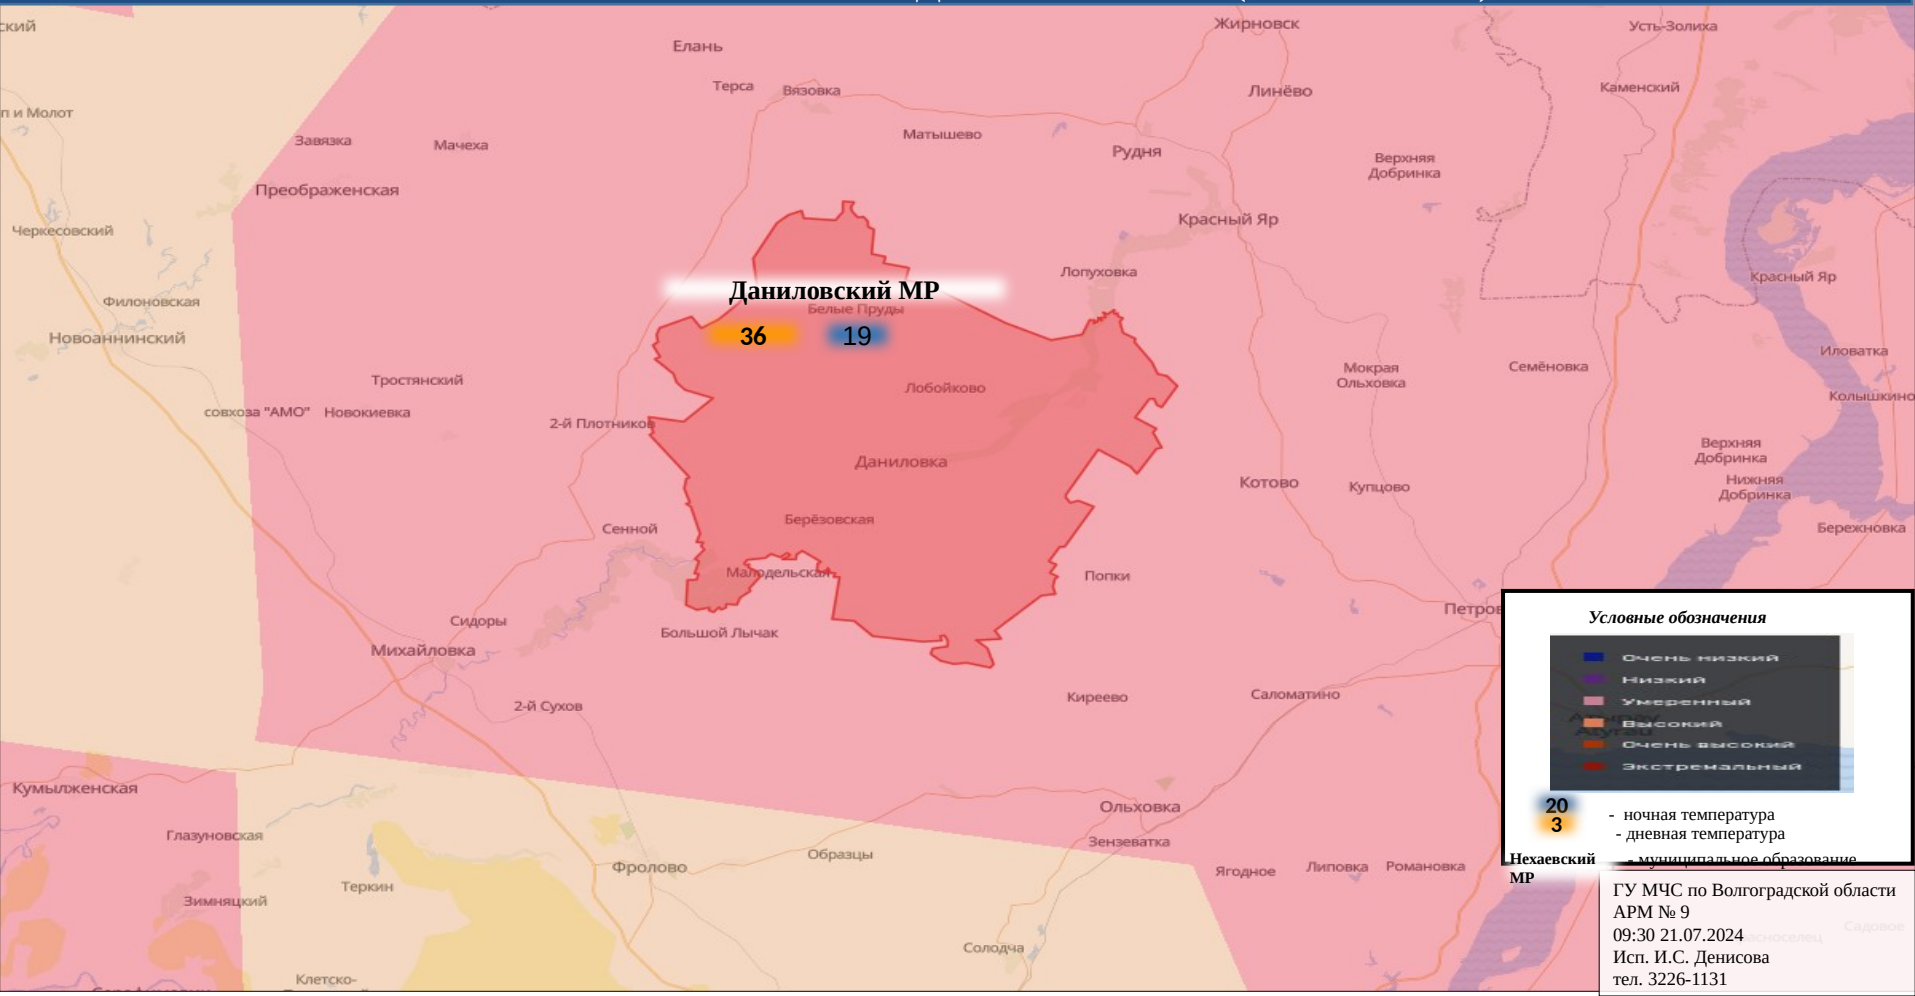 ский
Елань
Жирновск
Усть-Золиха
Терса
Вязовка
Линёво
Каменский
п и Молот
Завязка
Мачеха
Матышево
Рудня
Верхняя
Добринка
Преображенская
Красный Яр
Черкесовский
Лопуховка
Красный Яр
Филоновская
Даниловский МР
Белые Пруды
36
19
Новоаннинский
Иловатка
Тростянский
Лобойково
Мокрая
Ольховка
Семёновка
Колышкино
совхоза "АМО"
Новокиевка
2-й Плотников
Верхняя
Добринка
Даниловка
Котово
Купцово
Нижняя
Добринка
Берёзовская
Сенной
Бережновка
Малодельская
Попки
Петров
Сидоры
Большой Лычак
Михайловка
2-й Сухов
Киреево
Саломатино
Кумылженская
Ольховка
Глазуновская
Зензеватка
Образцы
Фролово
Ягодное
Липовка
Романовка
Теркин
Зимняцкий
Солодча
Клетско-
Условные обозначения
Очень низкий
Низкий
Умеренный
Высокий
Очень высокий
Экстремальный
Атырау
Atyrau
20
- ночная температура
3
- дневная температура
Нехаевский
МР
- муниципальное образование
ГУ МЧС по Волгоградской области
АРМ № 9
09:30 21.07.2024
Исп. И.С. Денисова
тел. 3226-1131
Садовое